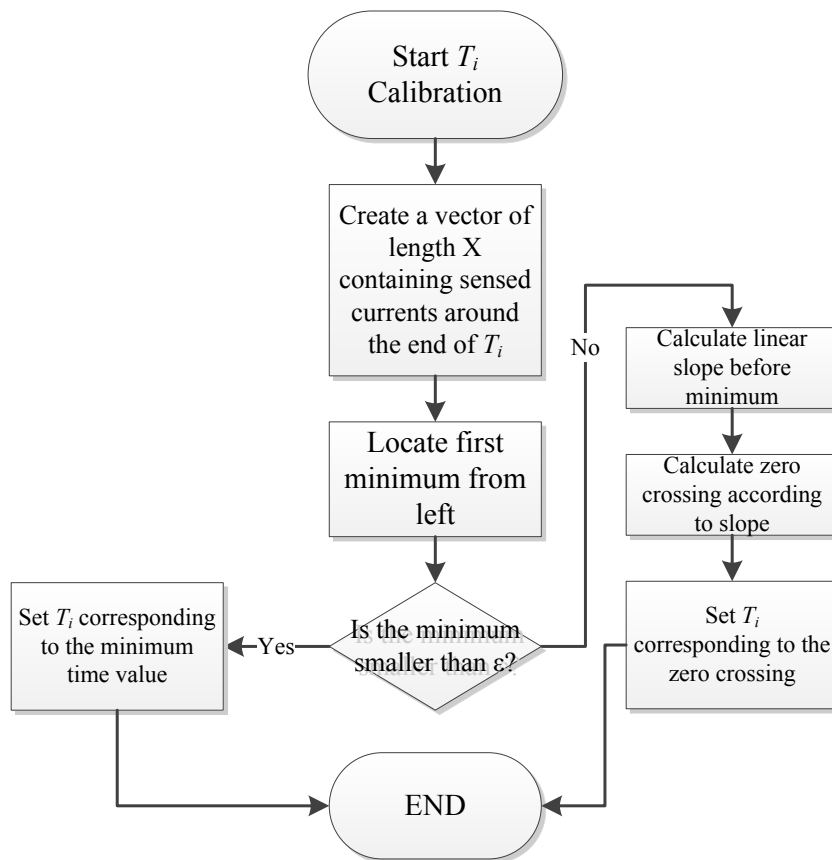 Start Ti
Calibration
Create a vector of
length X
containing sensed
currents around
the end of Ti
Locate first
minimum from
left
Is the minimum
smaller than ε?
Yes
Set Ti corresponding
to the minimum
time value
No
Calculate linear
slope before
minimum
Calculate zero
crossing according
to slope
Set Ti
corresponding to the
zero crossing
END